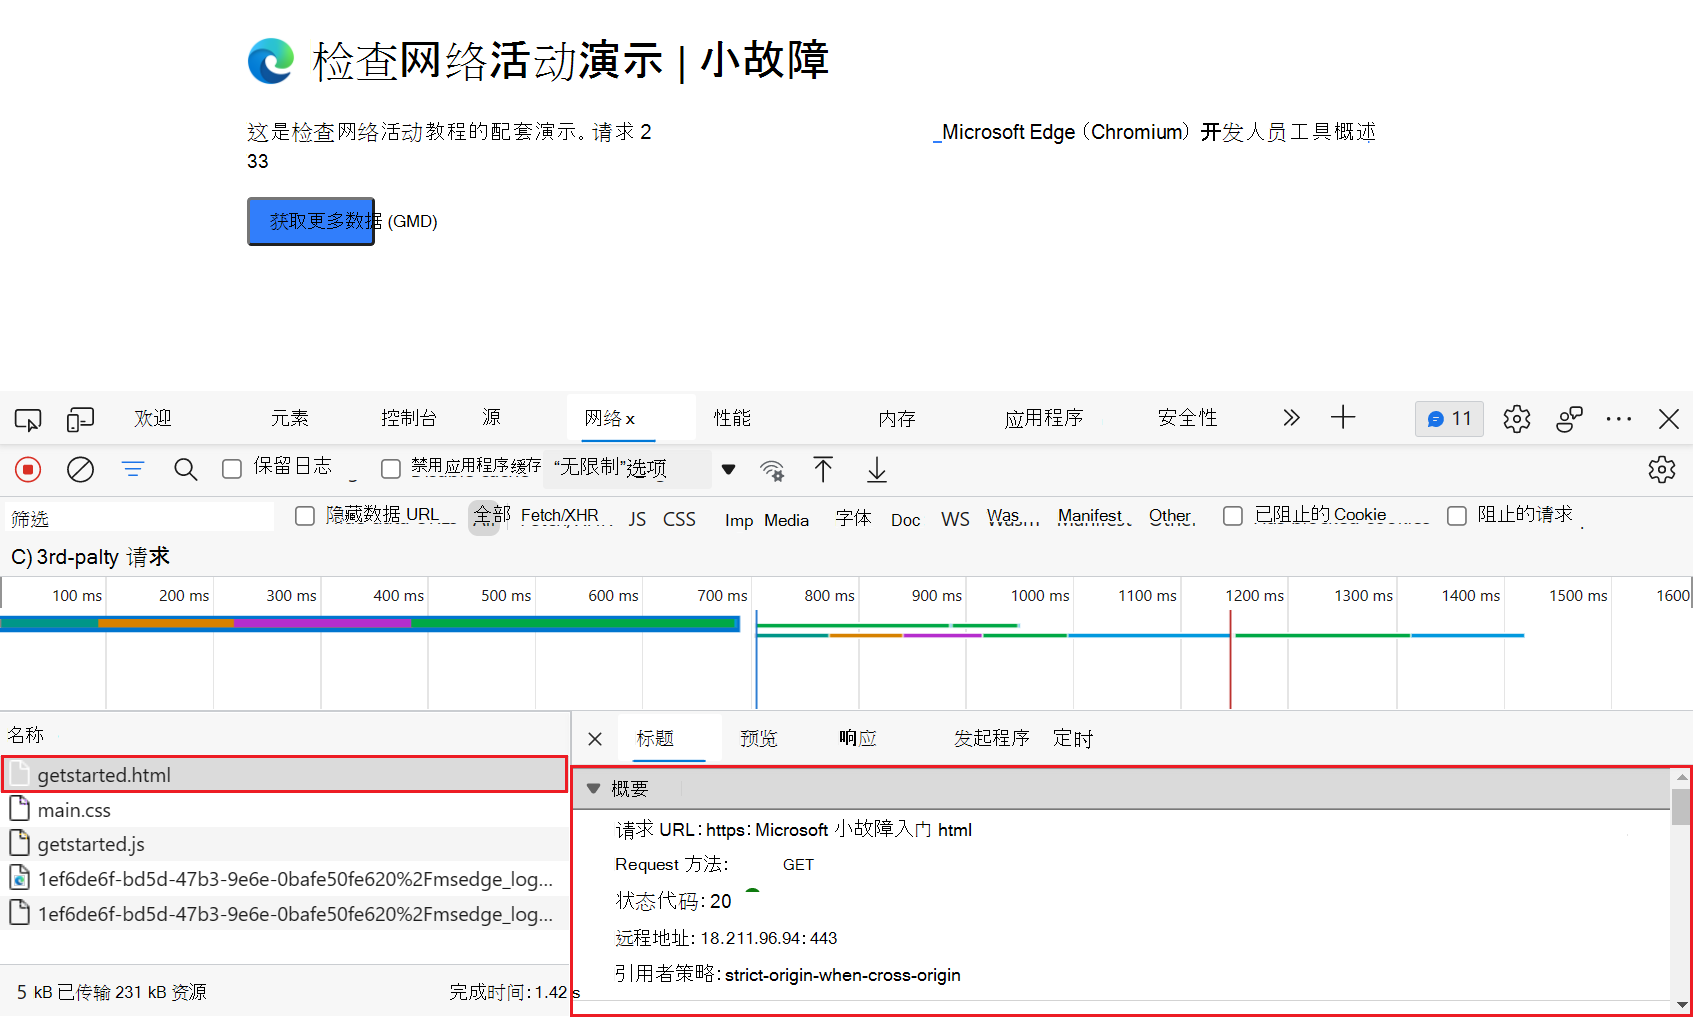 检查网络活动演示 | 小故障
这是检查网络活动教程的配套演示。请求 2
33
_Microsoft Edge（Chromium）开发人员工具概述
获取更多数据 (GMD)
欢迎 元素 控制台 源 网络 x 性能 内存 应用程序 安全性 11
保留日志 禁用应用程序缓存 “无限制”选项
筛选 隐藏数据 URL 全部 Fetch/XHR JS CSS Imp Media 字体 Doc WS Was Manifest Other 已阻止的 Cookie 阻止的请求
C) 3rd-palty 请求
100 ms 200 ms 300 ms 400 ms 500 ms 600 ms 700 ms 800 ms 900 ms 1000 ms 1100 ms 1200 ms 1300 ms 1400 ms 1500 ms 1600
名称
getstarted.html
main.css
getstarted.js
1ef6de6f-bd5d-47b3-9e6e-0bafe50fe620%2Fmsedge_log...
1ef6de6f-bd5d-47b3-9e6e-0bafe50fe620%2Fmsedge_log...
5 kB 已传输 231 kB 资源 完成时间：1.42 s
标题 预览 响应 发起程序 定时
概要
请求 URL：https：Microsoft 小故障入门 html
Request 方法： GET
状态代码：20
远程地址：18.211.96.94：443
引用者策略：strict-origin-when-cross-origin